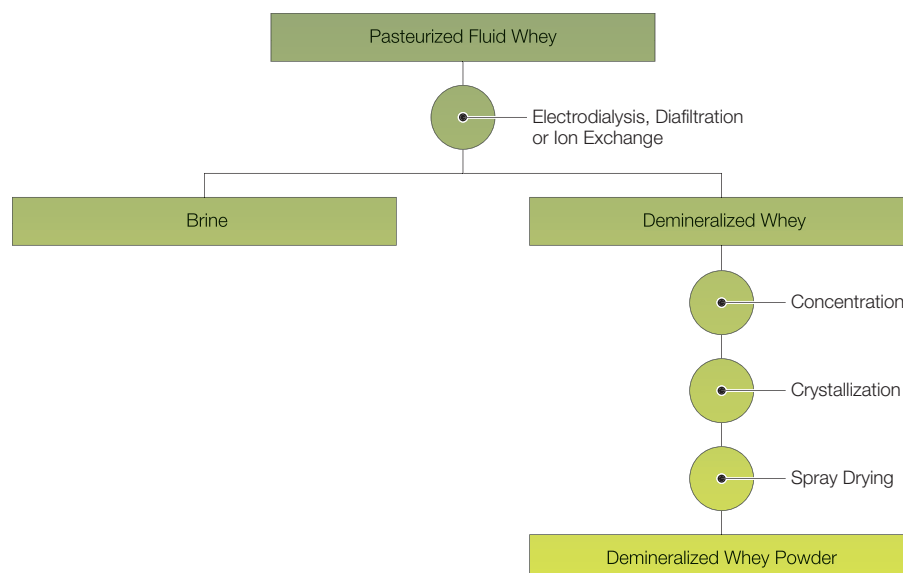 Pasteurized Fluid Whey
Electrodialysis, Diafiltration
or Ion Exchange
Brine
Demineralized Whey
Concentration
Crystallization
Spray Drying
Demineralized Whey Powder